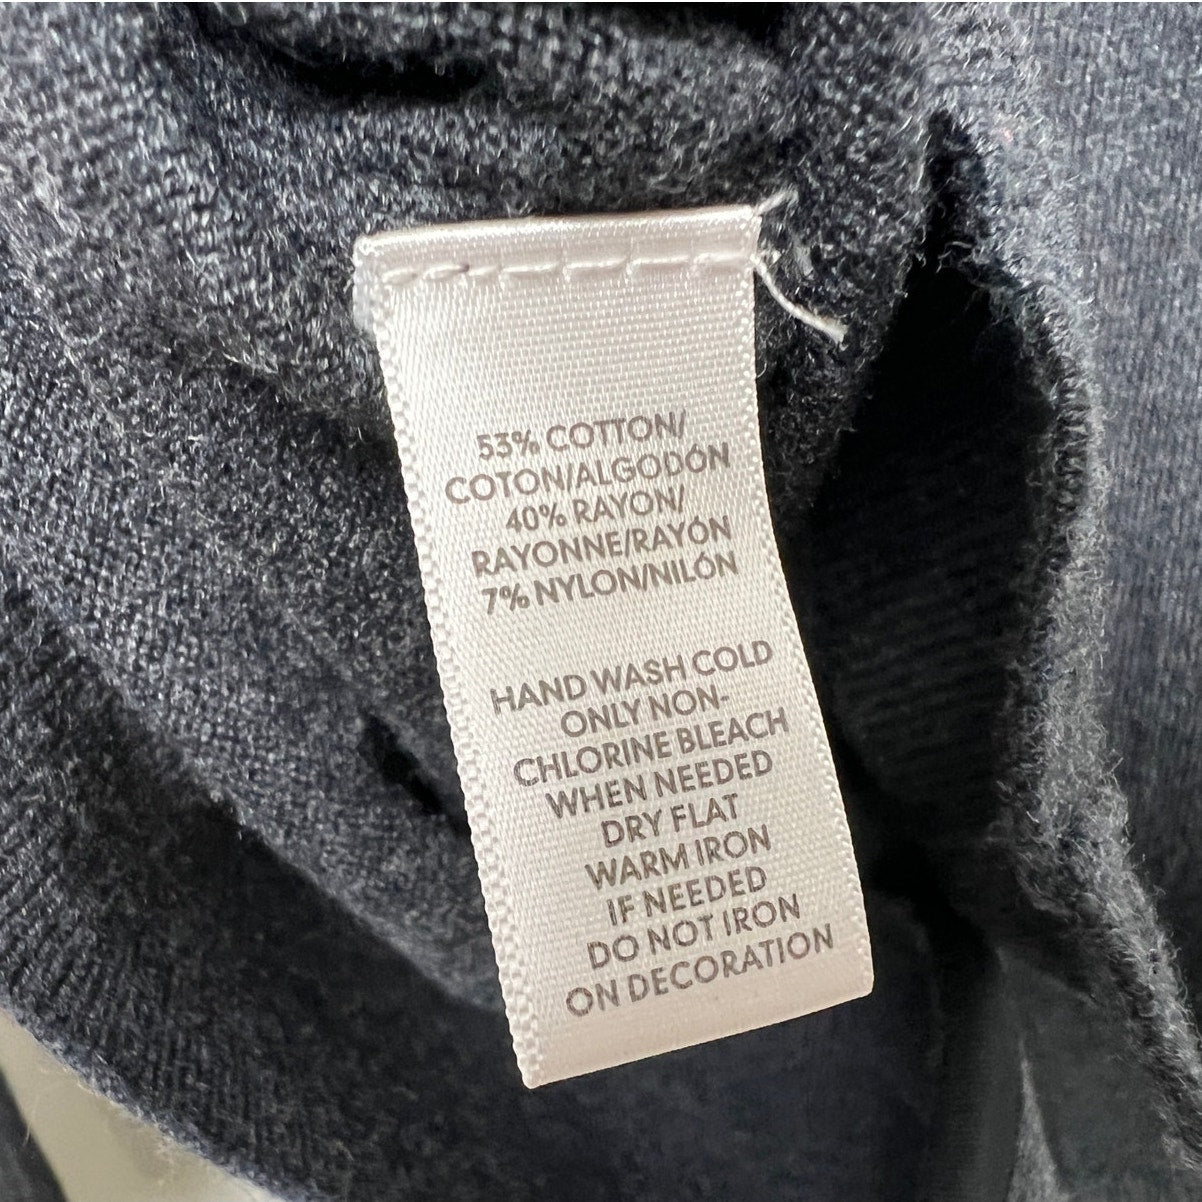 53% COTTON/
COTON/ALGODÓN
40% RAYON/
RAYONNE/RAYÓN
7% NYLON/NILÓN
HAND WASH COLD
ONLY NON-
CHLORINE BLEACH
WHEN NEEDED
DRY FLAT
WARM IRON
IF NEEDED
DO NOT IRON
ON DECORATION